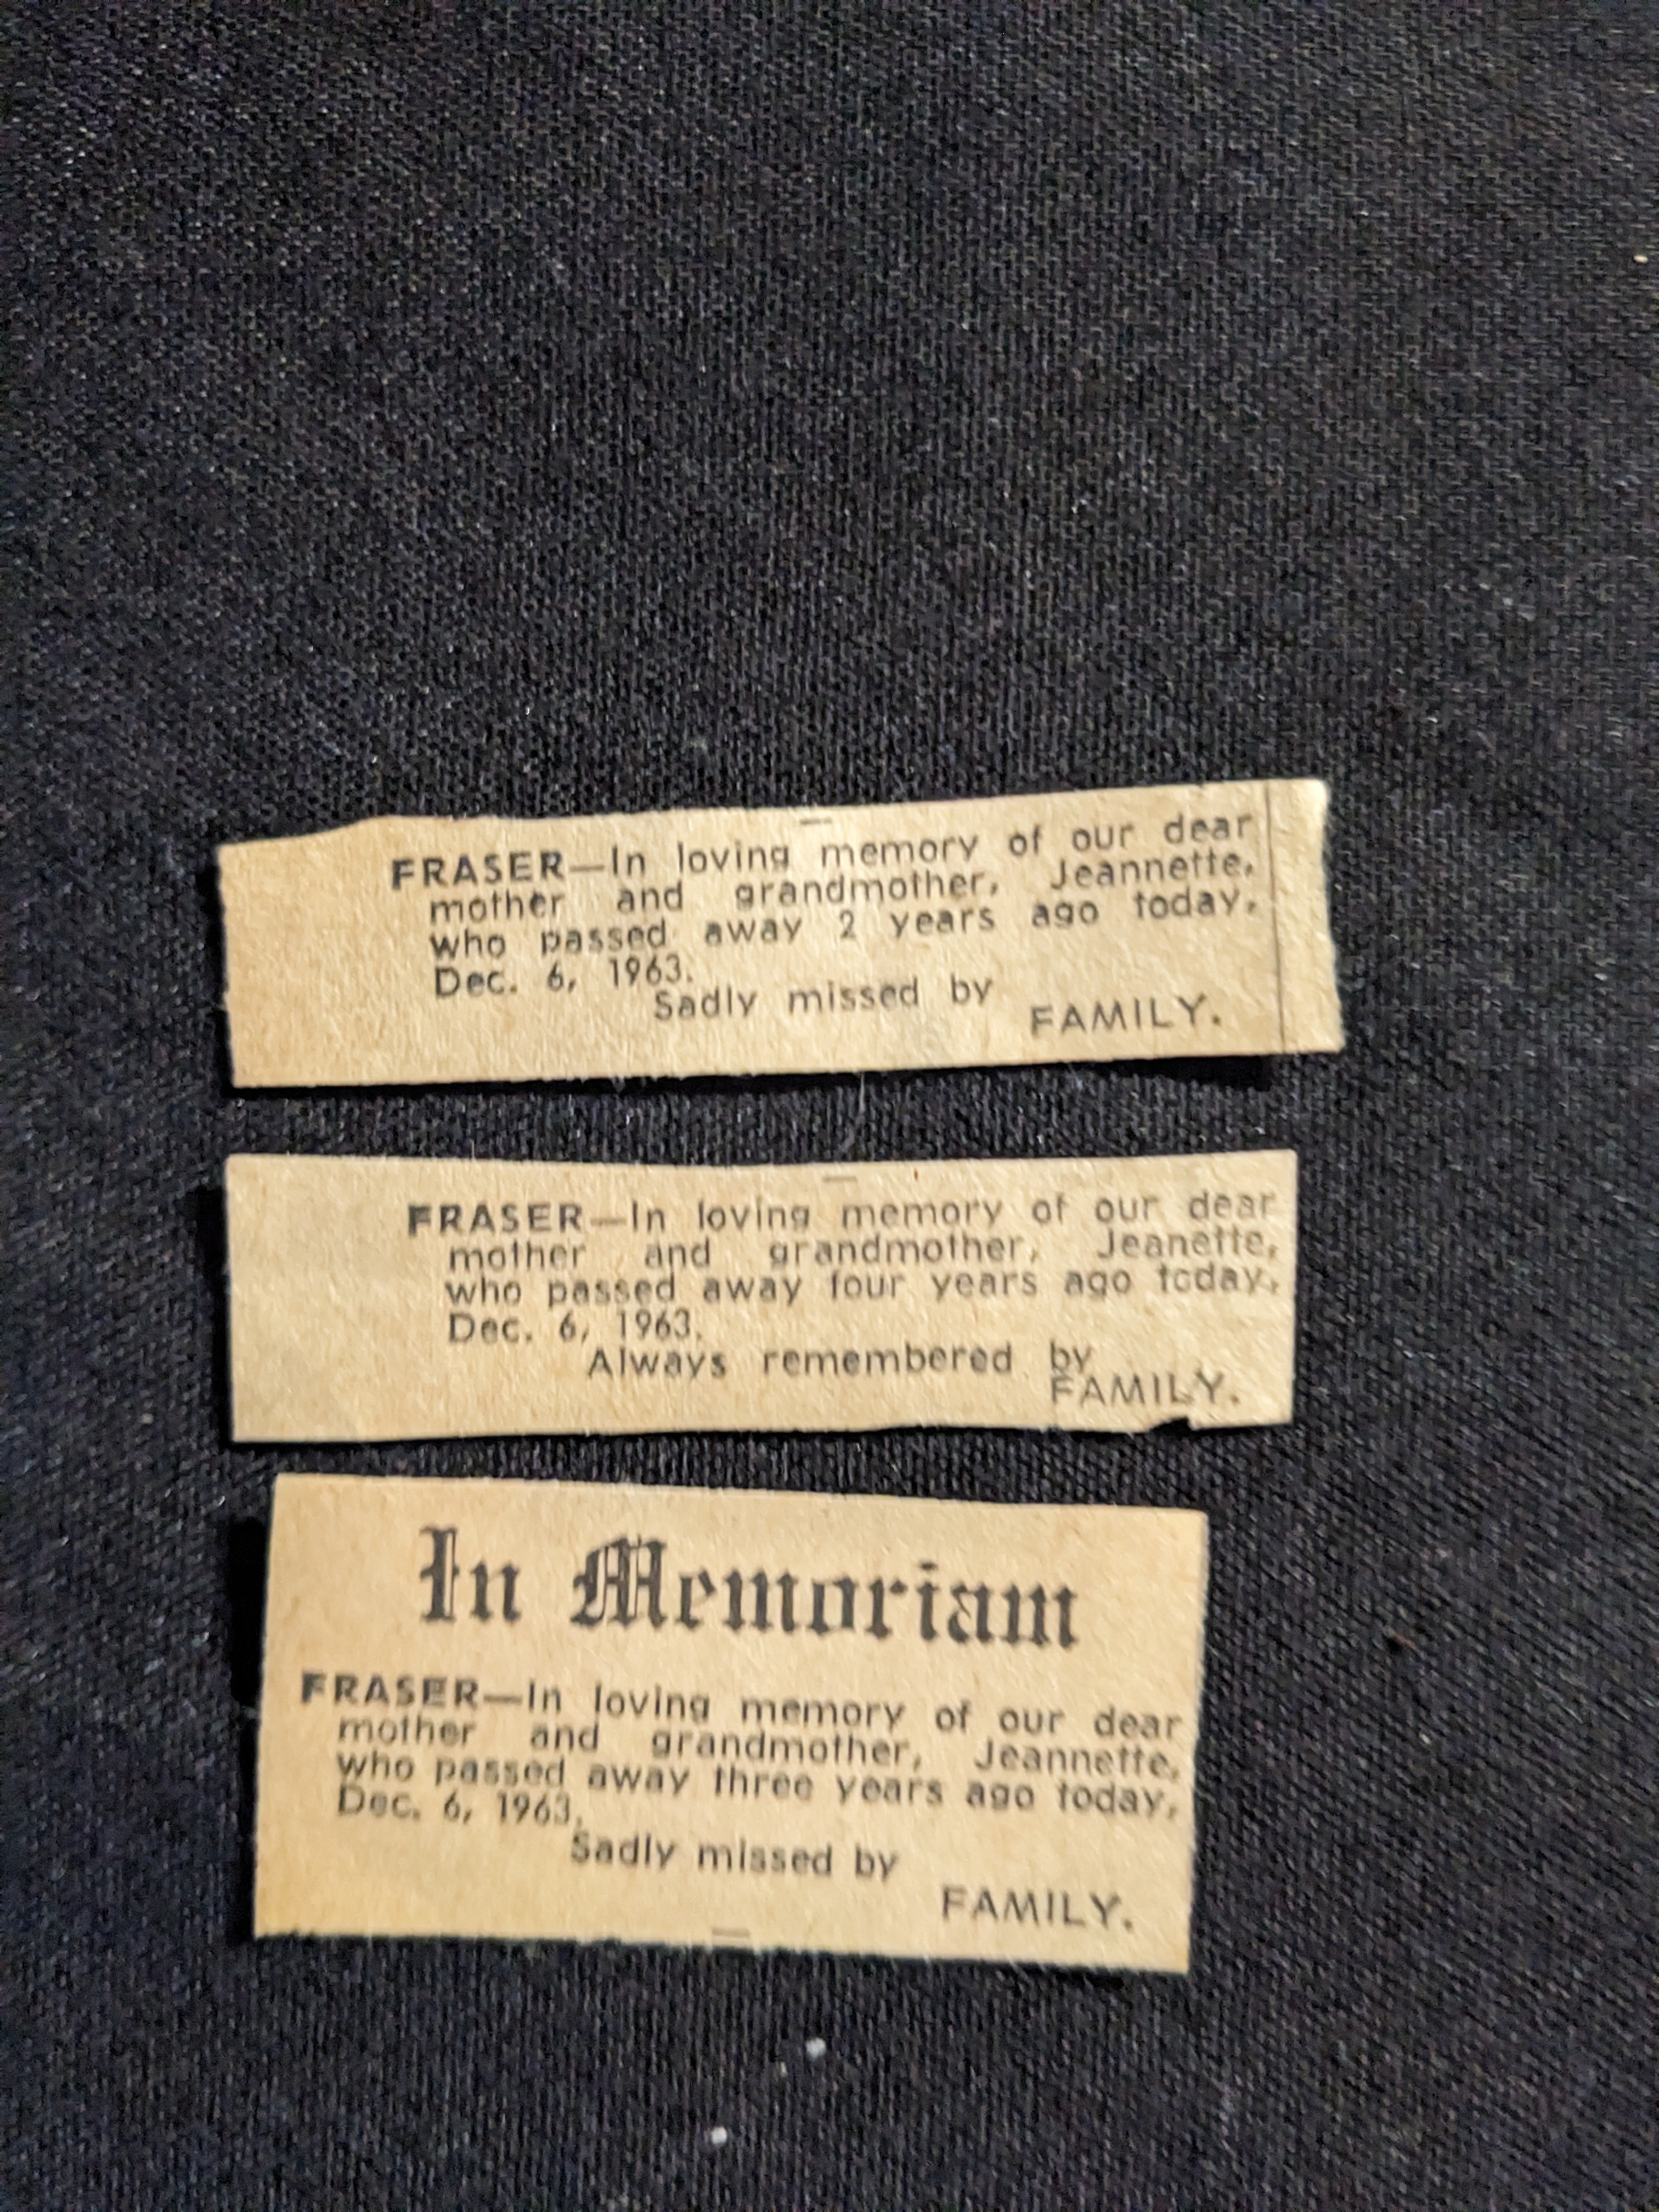 FRASER—In loving memory of our dear
mother and grandmother, Jeannette,
who passed away 2 years ago today,
Dec. 6, 1963.
Sadly missed by
FAMILY.
FRASER—In loving memory of our dear
mother and grandmother, Jeanette,
who passed away four years ago today,
Dec. 6, 1963.
Always remembered by
FAMILY.
In Memoriam
FRASER—In loving memory of our dear
mother and grandmother, Jeannette,
who passed away three years ago today,
Dec. 6, 1963.
Sadly missed by
FAMILY.